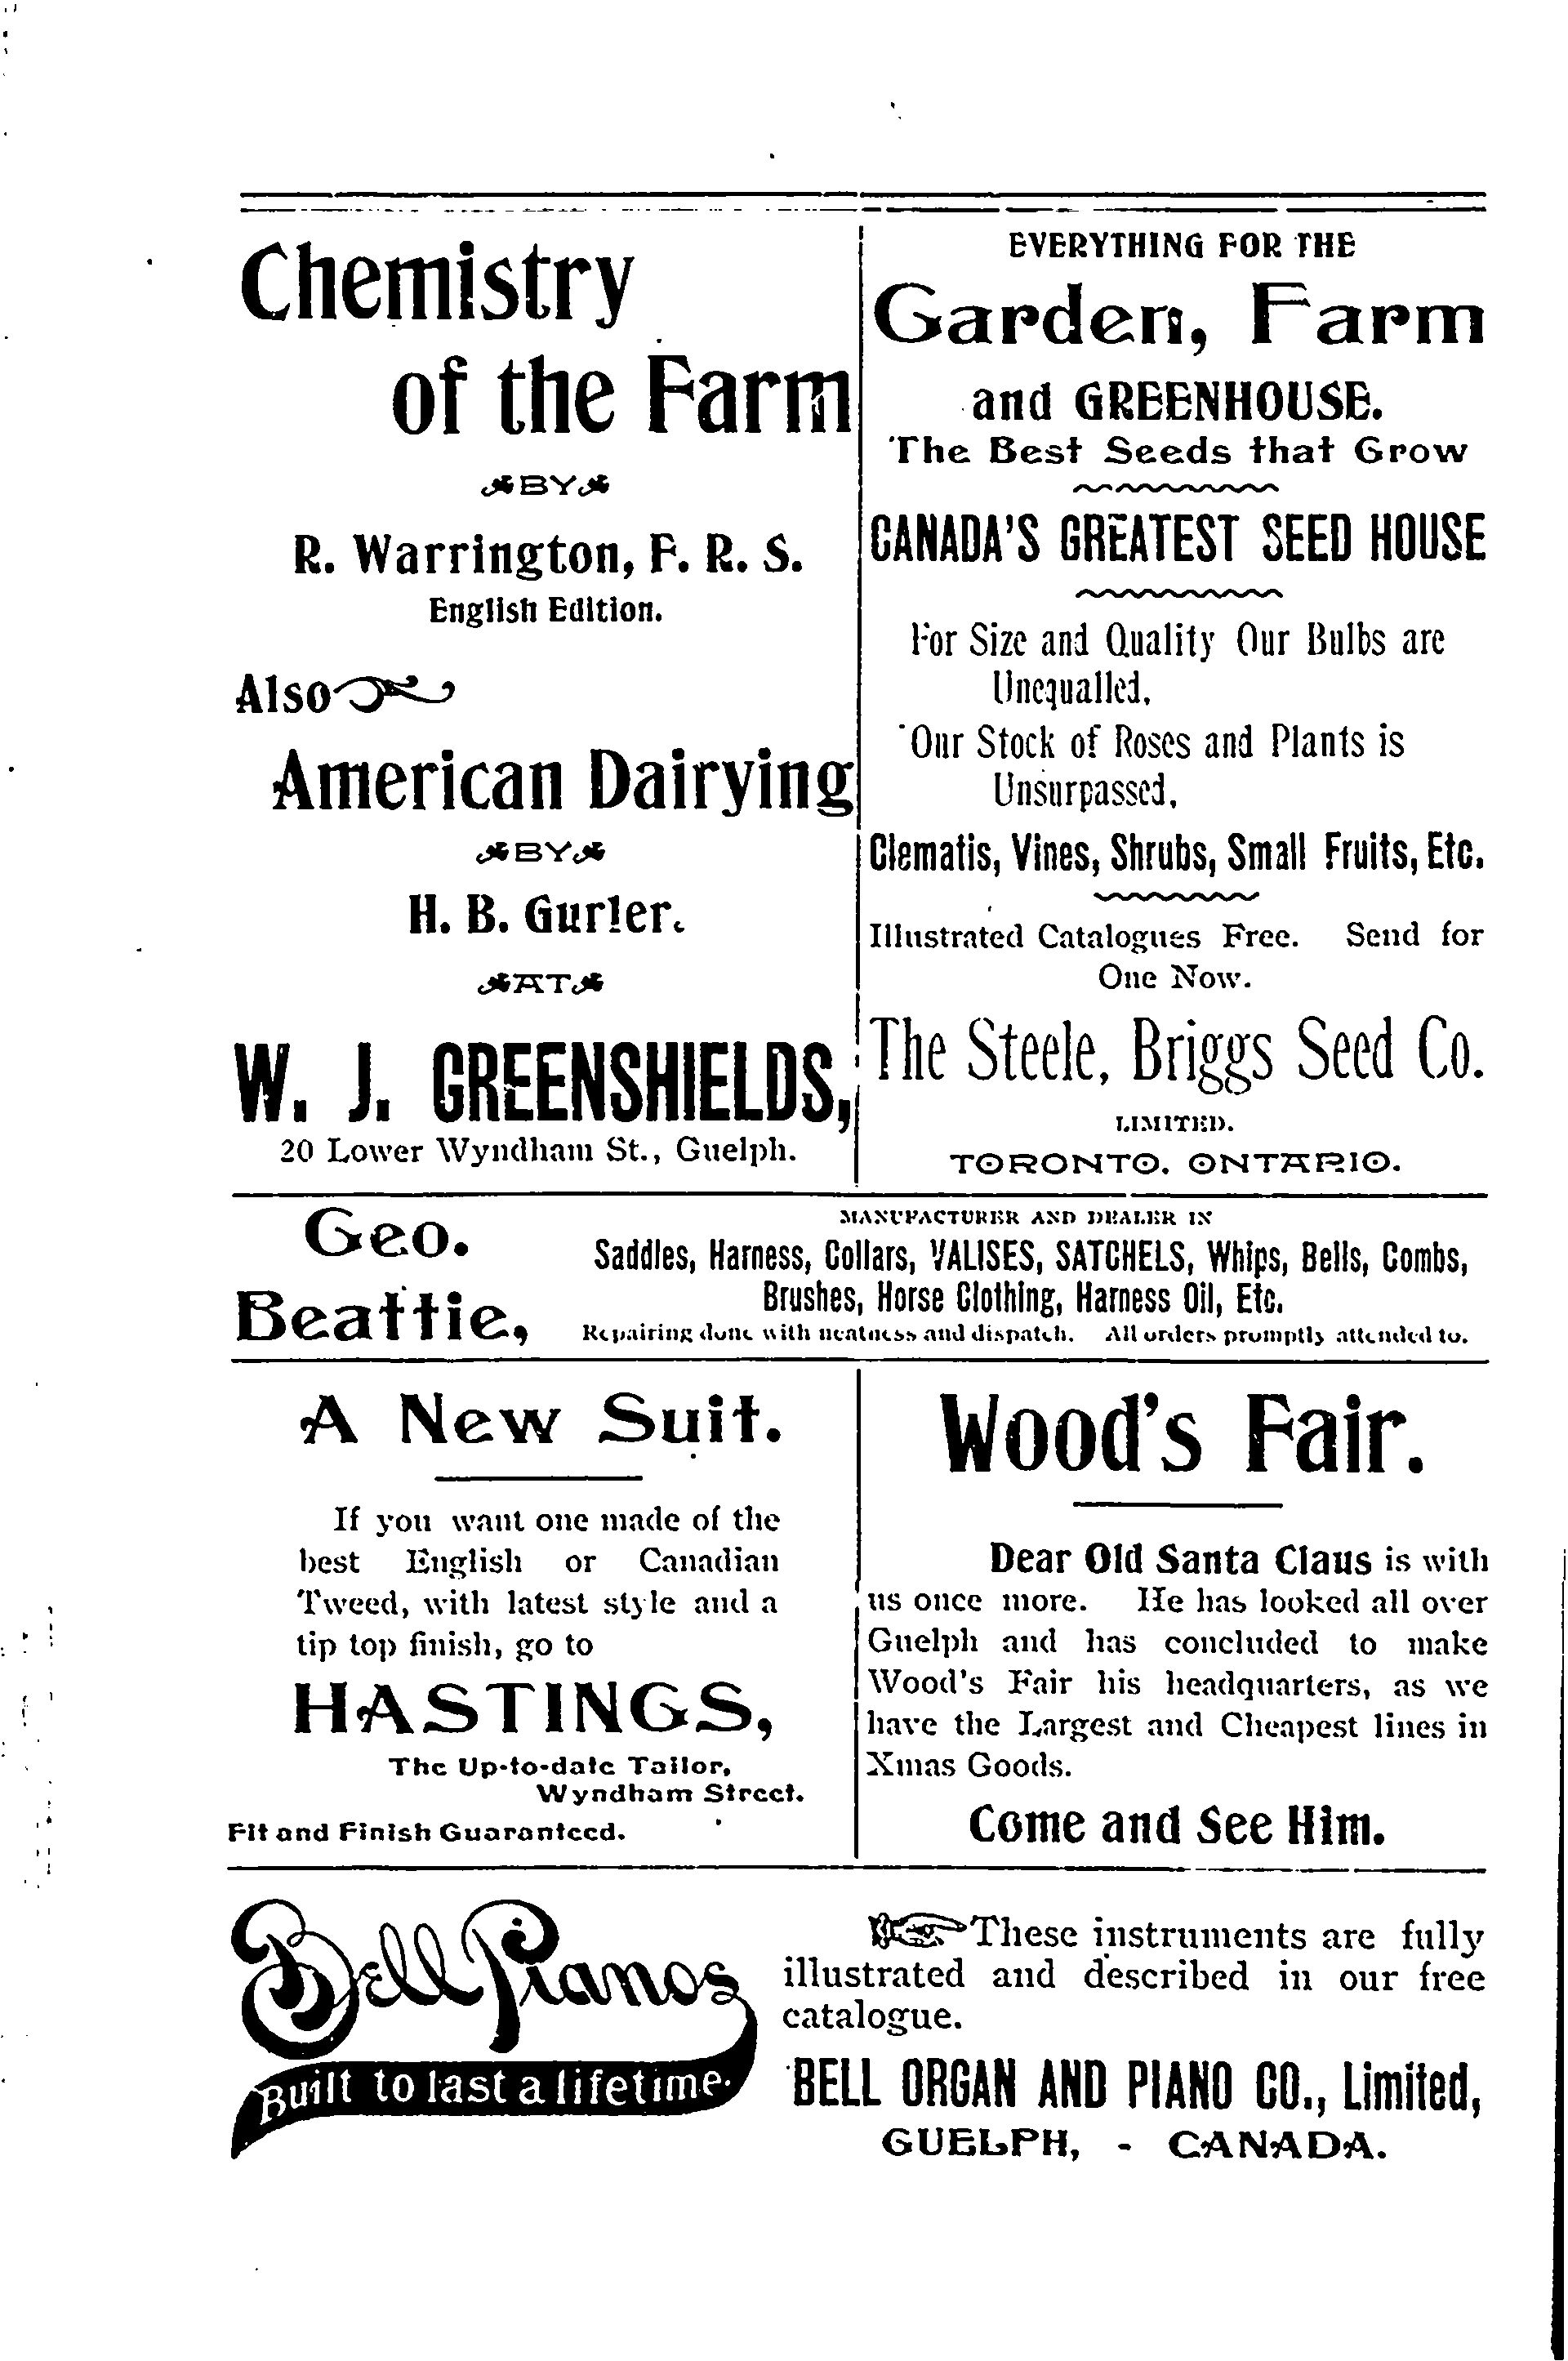 Chemistry
of the Farm
BY
R. Warrington, F. R. S.
English Edition.
Also
American Dairying
BY
H. B. Gurler.
AT
W. J. GREENSHIELDS,
20 Lower Wyndham St., Guelph.
EVERYTHING FOR THE
Garden, Farm
and GREENHOUSE.
The Best Seeds that Grow
CANADA'S GREATEST SEED HOUSE
For Size and Quality Our Bulbs are
Unequalled.
Our Stock of Roses and Plants is
Unsurpassed.
Clematis, Vines, Shrubs, Small Fruits, Etc.
Illustrated Catalogues Free. Send for
One Now.
The Steele, Briggs Seed Co.
LIMITED.
TORONTO. ONTARIO.
Geo.
Beattie,
MANUFACTURER AND DEALER IN
Saddles, Harness, Collars, VALISES, SATCHELS, Whips, Bells, Combs,
Brushes, Horse Clothing, Harness Oil, Etc.
Repairing done with neatness and dispatch. All orders promptly attended to.
A New Suit.
If you want one made of the
best English or Canadian
Tweed, with latest style and a
tip top finish, go to
HASTINGS,
The Up-to-date Tailor,
Wyndham Street.
Fit and Finish Guaranteed.
Wood's Fair.
Dear Old Santa Claus is with
us once more. He has looked all over
Guelph and has concluded to make
Wood's Fair his headquarters, as we
have the Largest and Cheapest lines in
Xmas Goods.
Come and See Him.
Bell Pianos
Built to last a lifetime.
These instruments are fully
illustrated and described in our free
catalogue.
BELL ORGAN AND PIANO CO., Limited,
GUELPH, - CANADA.